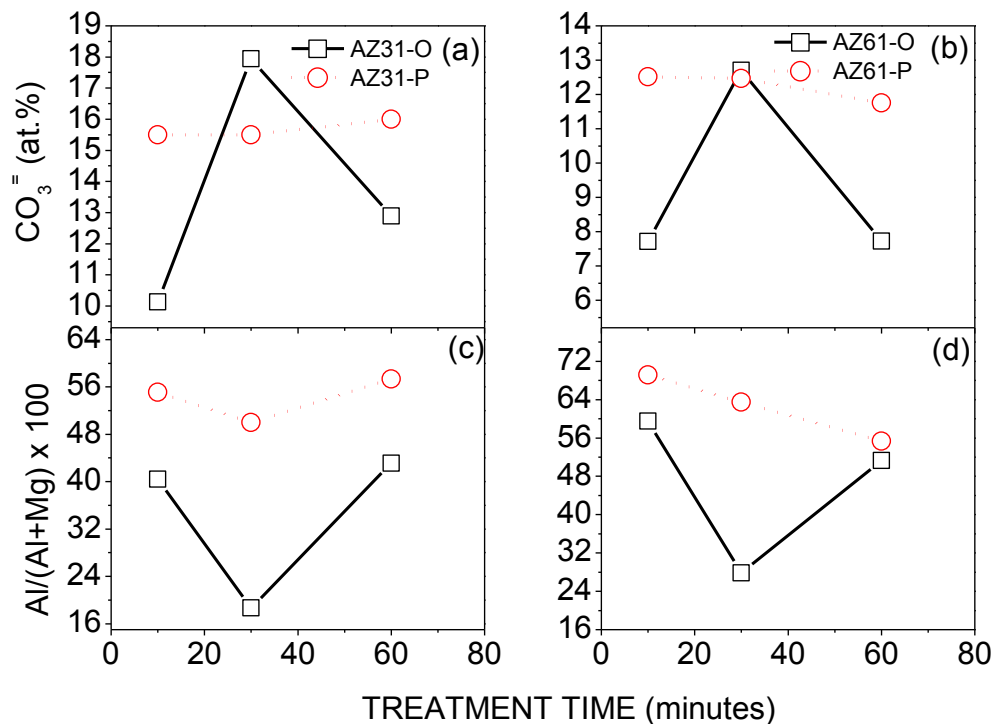 19
18
17
16
15
14
13
12
11
10
CO3= (at.%)
AZ31-O
AZ31-P
(a)
14
13
12
11
10
9
8
7
6
AZ61-O
AZ61-P
(b)
64
56
48
40
32
24
16
Al/(Al+Mg) x 100
(c)
0 20 40 60 80
72
64
56
48
40
32
24
16
(d)
0 20 40 60 80
TREATMENT TIME (minutes)